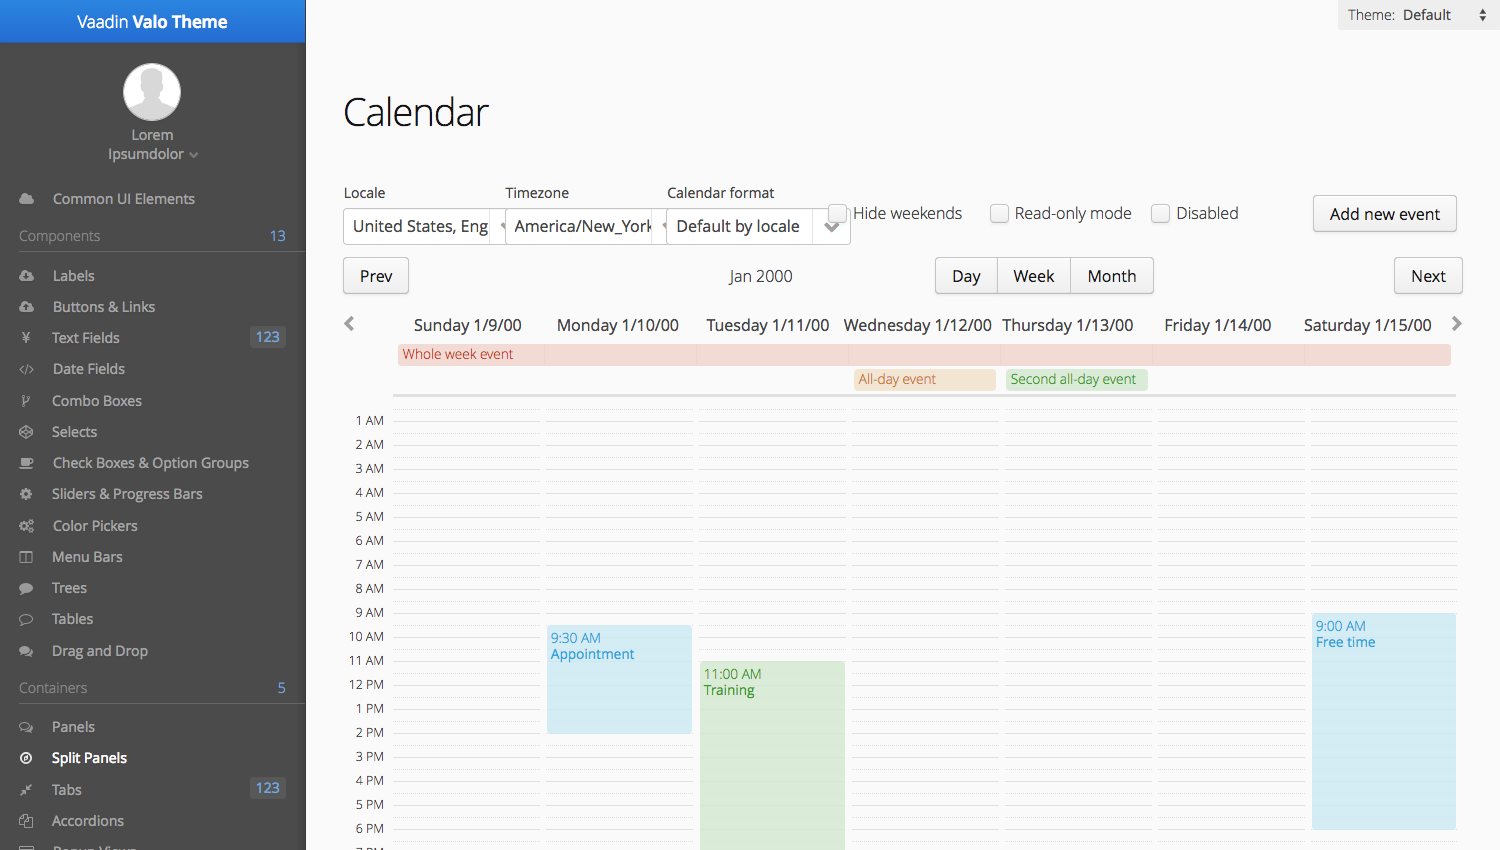 Vaadin Valo Theme
Lorem
Ipsumdolor
Common UI Elements
Components 13
Labels
Buttons & Links
Text Fields 123
Date Fields
Combo Boxes
Selects
Check Boxes & Option Groups
Sliders & Progress Bars
Color Pickers
Menu Bars
Trees
Tables
Drag and Drop
Containers 5
Panels
Split Panels
Tabs 123
Accordions
Theme: Default
Calendar
Locale Timezone Calendar format
United States, Eng America/New_York Default by locale Hide weekends Read-only mode Disabled Add new event
Prev Jan 2000 Day Week Month Next
Sunday 1/9/00 Monday 1/10/00 Tuesday 1/11/00 Wednesday 1/12/00 Thursday 1/13/00 Friday 1/14/00 Saturday 1/15/00
Whole week event
All-day event Second all-day event
1 AM
2 AM
3 AM
4 AM
5 AM
6 AM
7 AM
8 AM
9 AM
10 AM
11 AM
12 PM
1 PM
2 PM
3 PM
4 PM
5 PM
6 PM
9:30 AM
Appointment
11:00 AM
Training
9:00 AM
Free time